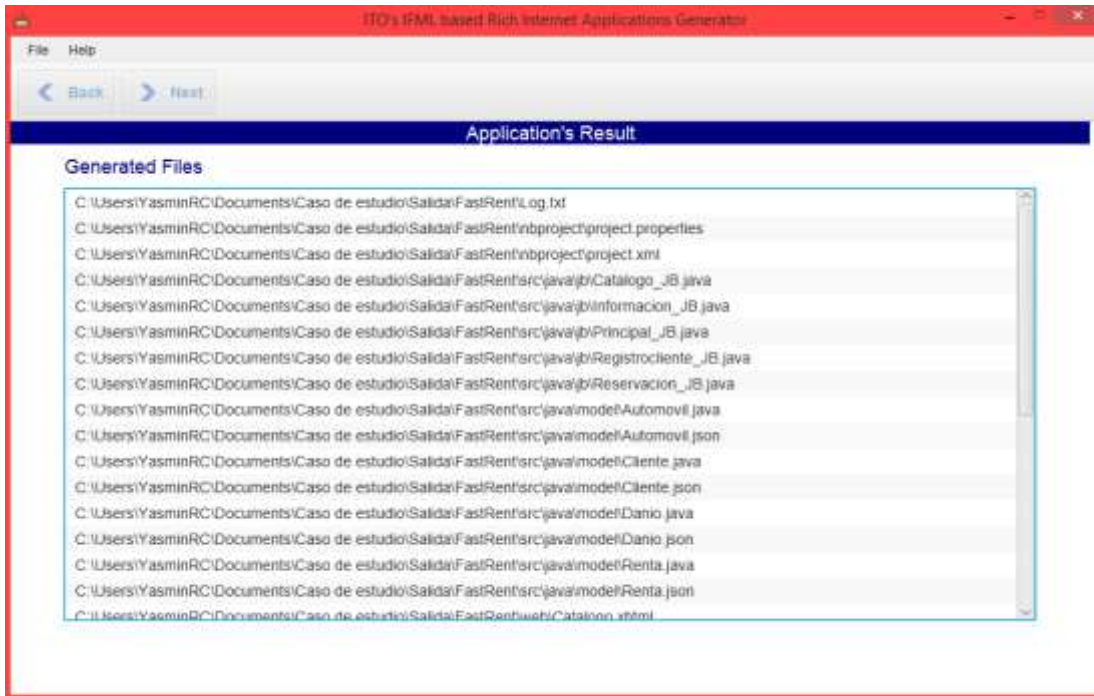 ITO's IFML based Rich Internet Applications Generator
File Help
Back Next
Application's Result
Generated Files
C:\Users\YasminRC\Documents\Caso de estudio\Salida\FastRent\Log.txt
C:\Users\YasminRC\Documents\Caso de estudio\Salida\FastRent\nbproject\project.properties
C:\Users\YasminRC\Documents\Caso de estudio\Salida\FastRent\nbproject\project.xml
C:\Users\YasminRC\Documents\Caso de estudio\Salida\FastRent\src\java\jb\Catalogo_JB.java
C:\Users\YasminRC\Documents\Caso de estudio\Salida\FastRent\src\java\jb\Informacion_JB.java
C:\Users\YasminRC\Documents\Caso de estudio\Salida\FastRent\src\java\jb\Principal_JB.java
C:\Users\YasminRC\Documents\Caso de estudio\Salida\FastRent\src\java\jb\Registrocliente_JB.java
C:\Users\YasminRC\Documents\Caso de estudio\Salida\FastRent\src\java\jb\Reservacion_JB.java
C:\Users\YasminRC\Documents\Caso de estudio\Salida\FastRent\src\java\model\Automovil.java
C:\Users\YasminRC\Documents\Caso de estudio\Salida\FastRent\src\java\model\Automovil.json
C:\Users\YasminRC\Documents\Caso de estudio\Salida\FastRent\src\java\model\Cliente.java
C:\Users\YasminRC\Documents\Caso de estudio\Salida\FastRent\src\java\model\Cliente.json
C:\Users\YasminRC\Documents\Caso de estudio\Salida\FastRent\src\java\model\Danio.java
C:\Users\YasminRC\Documents\Caso de estudio\Salida\FastRent\src\java\model\Danio.json
C:\Users\YasminRC\Documents\Caso de estudio\Salida\FastRent\src\java\model\Renta.java
C:\Users\YasminRC\Documents\Caso de estudio\Salida\FastRent\src\java\model\Renta.json
C:\Users\YasminRC\Documents\Caso de estudio\Salida\FastRent\web\Catalogo.xhtml